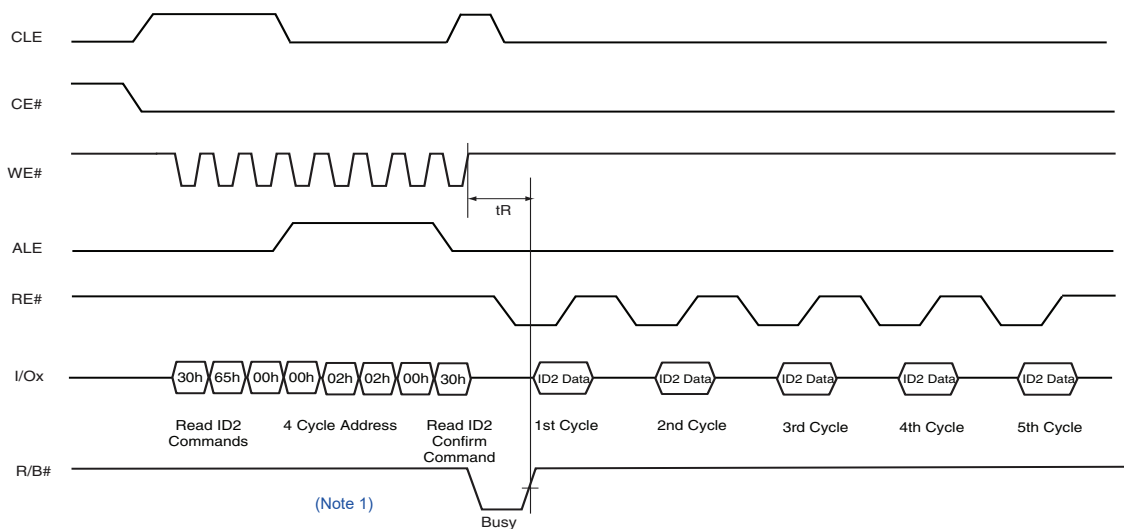 CLE
CE#
WE#
tR
ALE
RE#
I/Ox
30h 65h 00h 00h 02h 02h 00h 30h ID2 Data ID2 Data ID2 Data ID2 Data ID2 Data
Read ID2
Commands
4 Cycle Address
Read ID2
Confirm
Command
1st Cycle
2nd Cycle
3rd Cycle
4th Cycle
5th Cycle
R/B#
(Note 1)
Busy